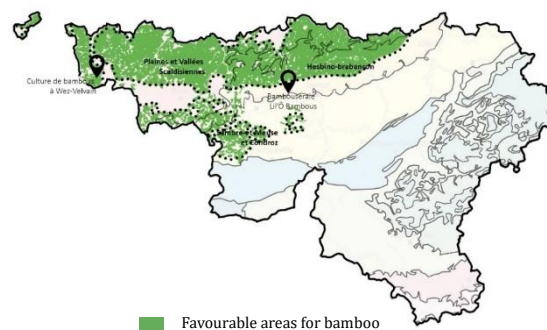 Plaines et Vallées
Scaldisiennes
Hesbino-brabançon
Culture de bambous
à Wez-Velvain
Bambouseraie
Lil'Ô Bambous
Sambre et Meuse
et Condroz
Favourable areas for bamboo